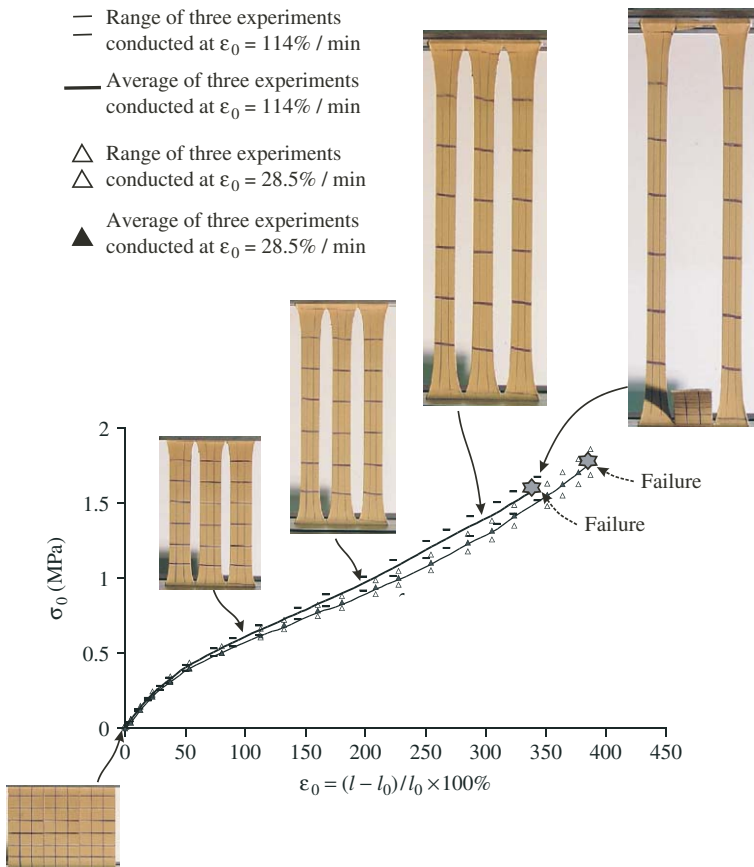 Range of three experiments
conducted at ε₀ = 114% / min
Average of three experiments
conducted at ε₀ = 114% / min
Range of three experiments
conducted at ε₀ = 28.5% / min
Average of three experiments
conducted at ε₀ = 28.5% / min
2
1.5
1
0.5
0
σ₀ (MPa)
Failure
Failure
0 50 100 150 200 250 300 350 400 450
ε₀ = (l – l₀)/l₀ ×100%